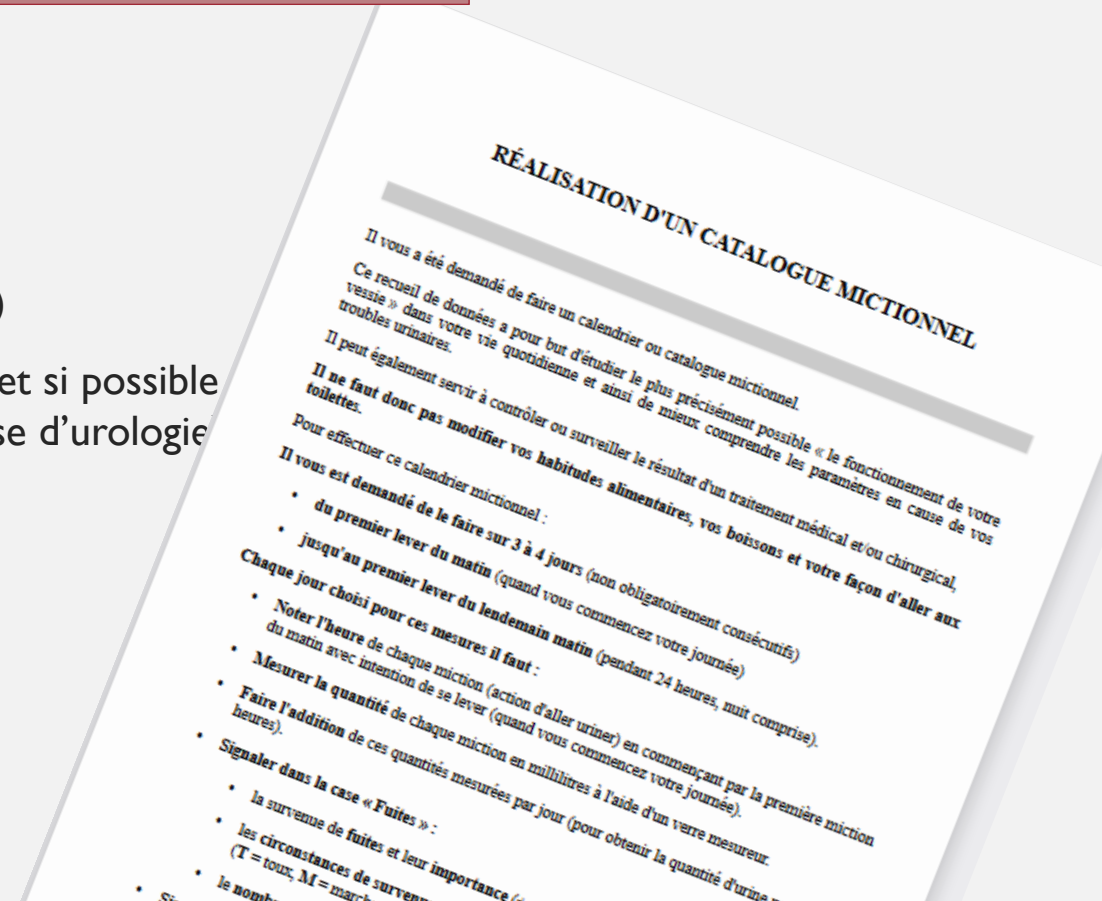 )
et si possible
se d'urologie
RÉALISATION D'UN CATALOGUE MICTIONNEL
Il vous a été demandé de faire un calendrier ou catalogue mictionnel.
Ce recueil de données a pour but d'étudier le plus précisément possible « le fonctionnement de votre
vessie » dans votre vie quotidienne et ainsi de mieux comprendre les paramètres en cause de vos
troubles urinaires.
Il peut également servir à contrôler ou surveiller le résultat d'un traitement médical et/ou chirurgical,
Il ne faut donc pas modifier vos habitudes alimentaires, vos boissons et votre façon d'aller aux
toilettes.
Pour effectuer ce calendrier mictionnel :
Il vous est demandé de le faire sur 3 à 4 jours (non obligatoirement consécutifs)
• du premier lever du matin (quand vous commencez votre journée)
• jusqu'au premier lever du lendemain matin (pendant 24 heures, nuit comprise).
Chaque jour choisi pour ces mesures il faut :
• Noter l'heure de chaque miction (action d'aller uriner) en commençant par la première miction
du matin avec intention de se lever (quand vous commencez votre journée).
• Mesurer la quantité de chaque miction en millilitres à l'aide d'un verre mesureur.
• Faire l'addition de ces quantités mesurées par jour (pour obtenir la quantité d'urine
heures).
• Signaler dans la case « Fuites » :
• la survenue de fuites et leur importance
• les circonstances de
(T = toux, M =
• le